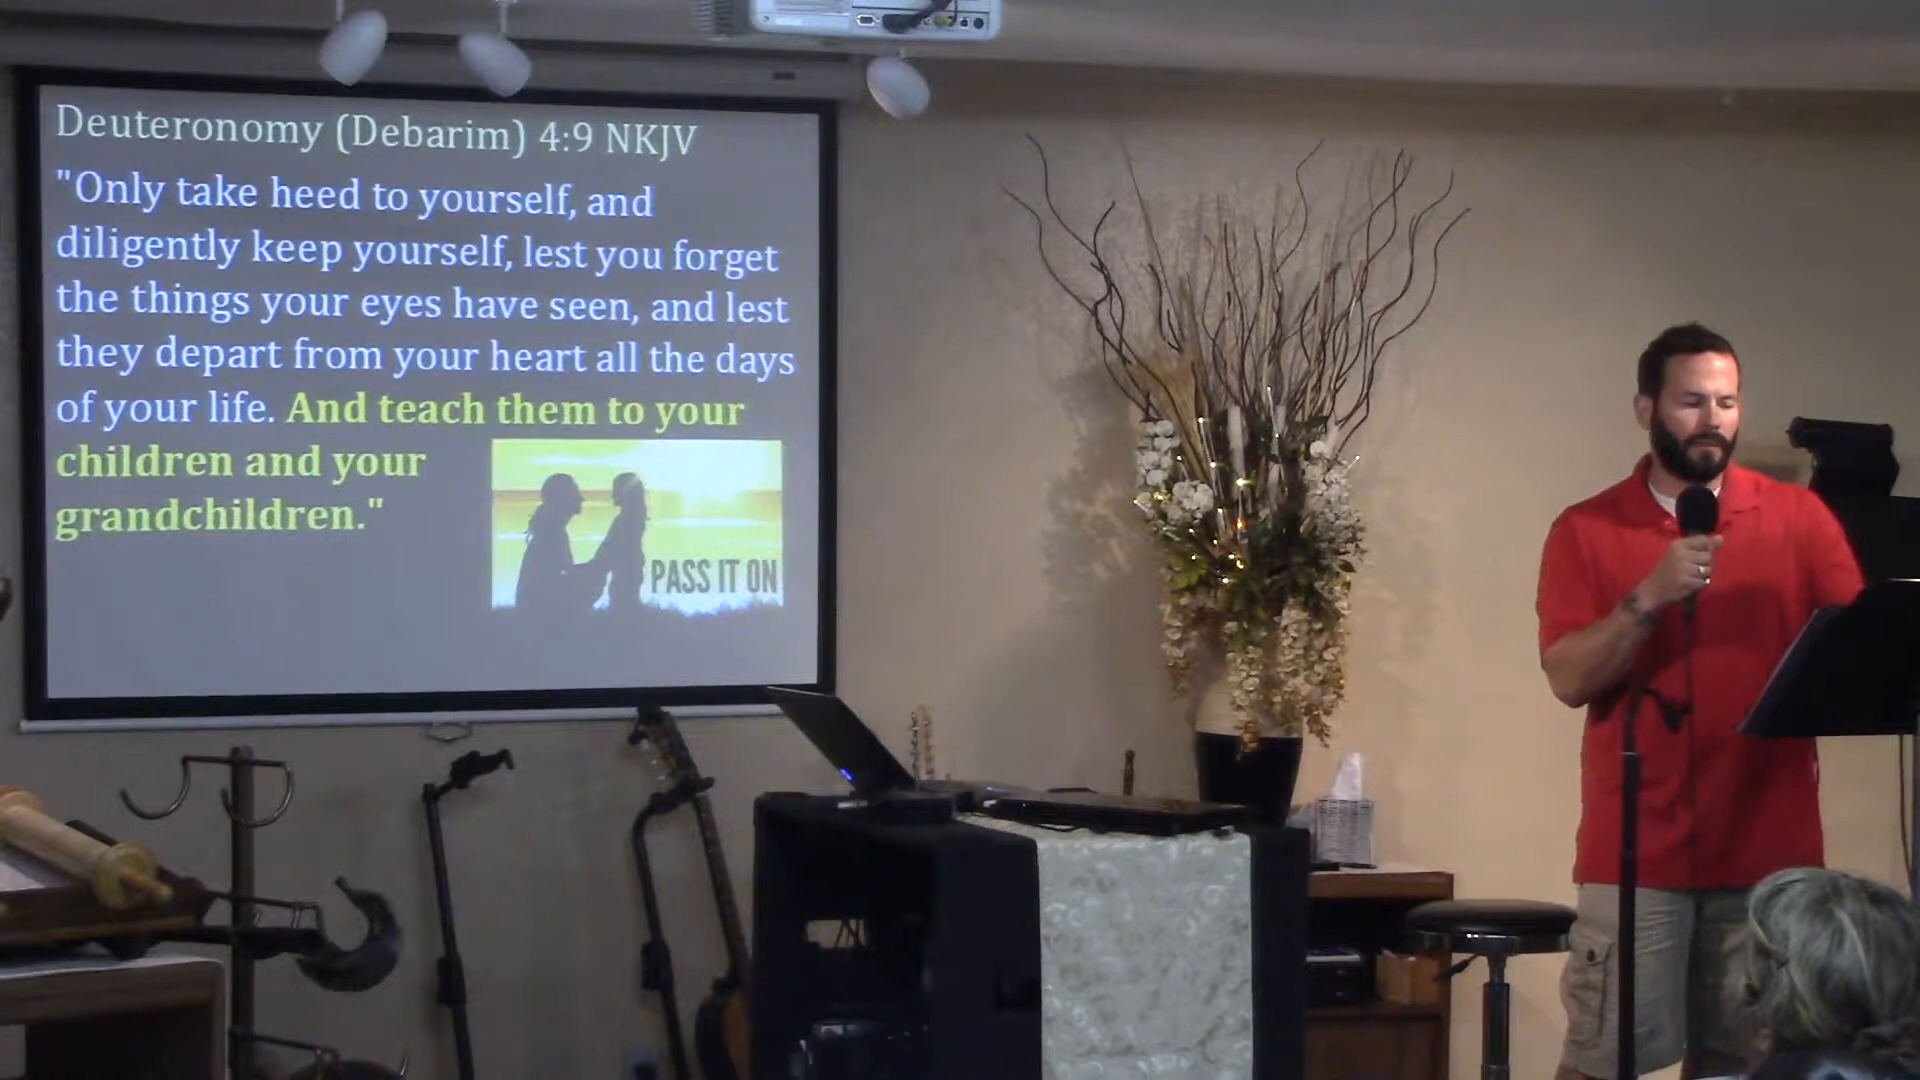 Deuteronomy (Debarim) 4:9 NKJV
"Only take heed to yourself, and
diligently keep yourself, lest you forget
the things your eyes have seen, and lest
they depart from your heart all the days
of your life. And teach them to your
children and your
grandchildren."
PASS IT ON